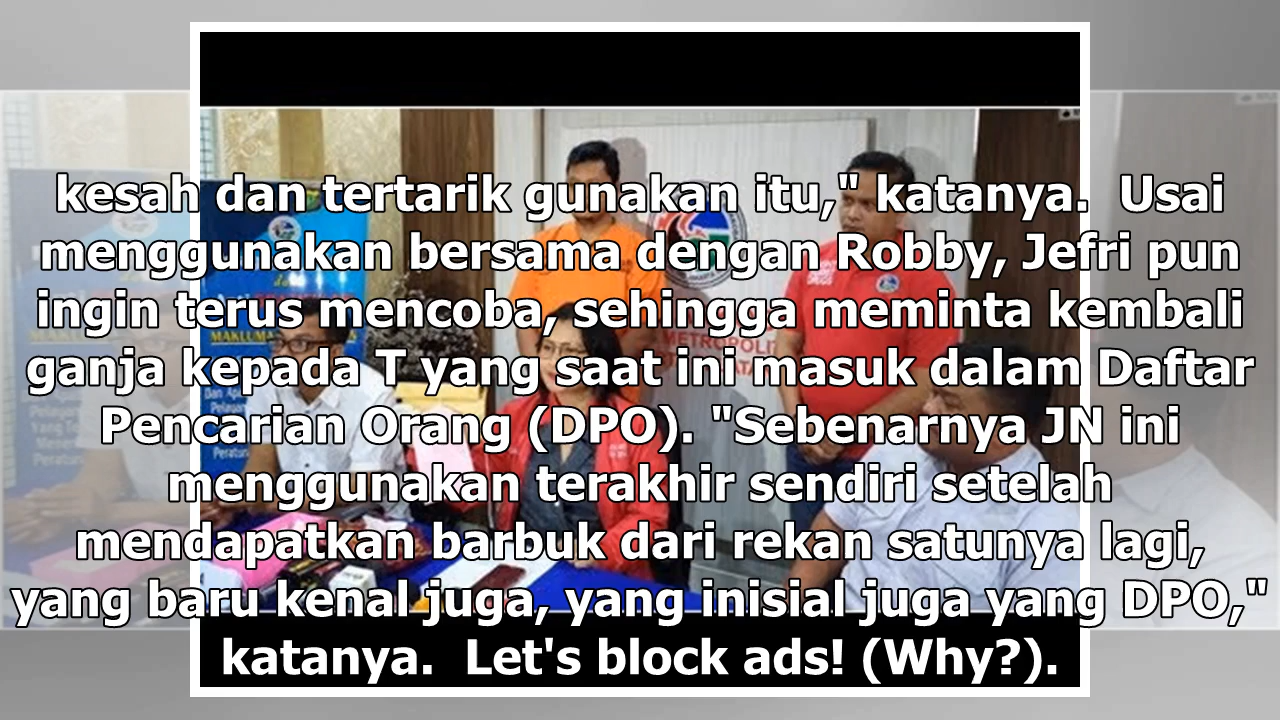 kesah dan tertarik gunakan itu," katanya.  Usai
menggunakan bersama dengan Robby, Jefri pun
ingin terus mencoba, sehingga meminta kembali
ganja kepada T yang saat ini masuk dalam Daftar
Pencarian Orang (DPO). "Sebenarnya JN ini
menggunakan terakhir sendiri setelah
mendapatkan barbuk dari rekan satunya lagi,
yang baru kenal juga, yang inisial juga yang DPO,"
katanya.  Let's block ads! (Why?).
METROPOLIT